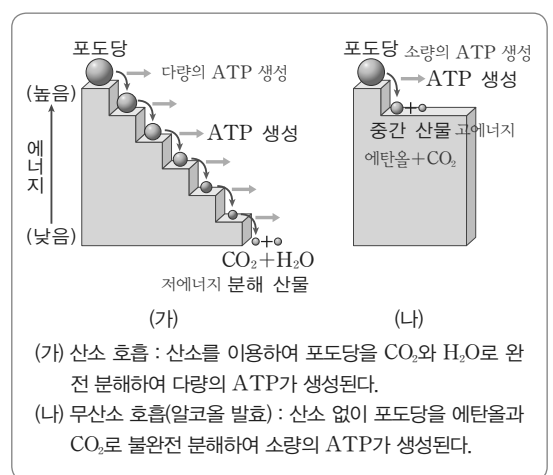 포도당
다량의 ATP 생성
(높음)
에너지
ATP 생성
(낮음)
CO₂+H₂O
저에너지 분해 산물
(가)
포도당
소량의 ATP 생성
ATP 생성
중간 산물 고에너지
에탄올+CO₂
(나)
(가) 산소 호흡 : 산소를 이용하여 포도당을 CO₂와 H₂O로 완
전 분해하여 다량의 ATP가 생성된다.
(나) 무산소 호흡(알코올 발효) : 산소 없이 포도당을 에탄올과
CO₂로 불완전 분해하여 소량의 ATP가 생성된다.